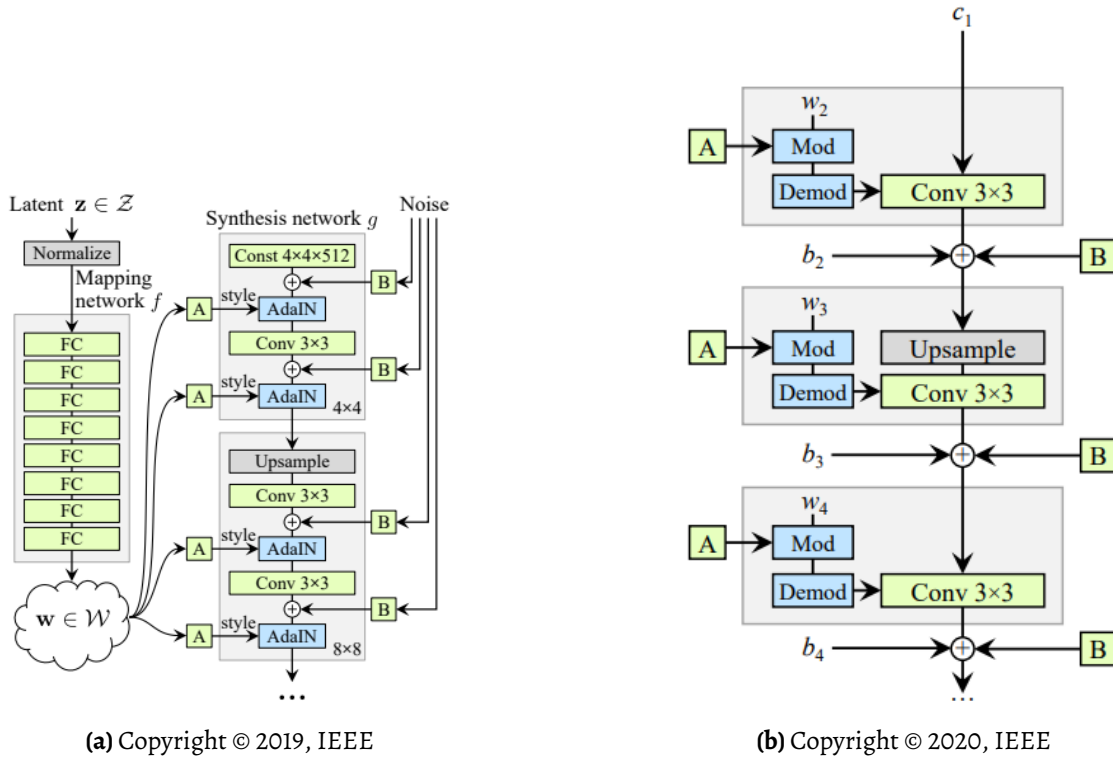 Latent z ∈ Z
Normalize
Mapping
network f
FC
FC
FC
FC
FC
FC
FC
FC
w ∈ W
Synthesis network g
Noise
Const 4×4×512
B
A
style
AdaIN
Conv 3×3
B
A
style
AdaIN
4×4
Upsample
Conv 3×3
B
A
style
AdaIN
Conv 3×3
B
A
style
AdaIN
8×8
...
(a) Copyright © 2019, IEEE
c₁
w₂
A
Mod
Demod
Conv 3×3
b₂
B
w₃
A
Mod
Upsample
Demod
Conv 3×3
b₃
B
w₄
A
Mod
Demod
Conv 3×3
b₄
B
...
(b) Copyright © 2020, IEEE